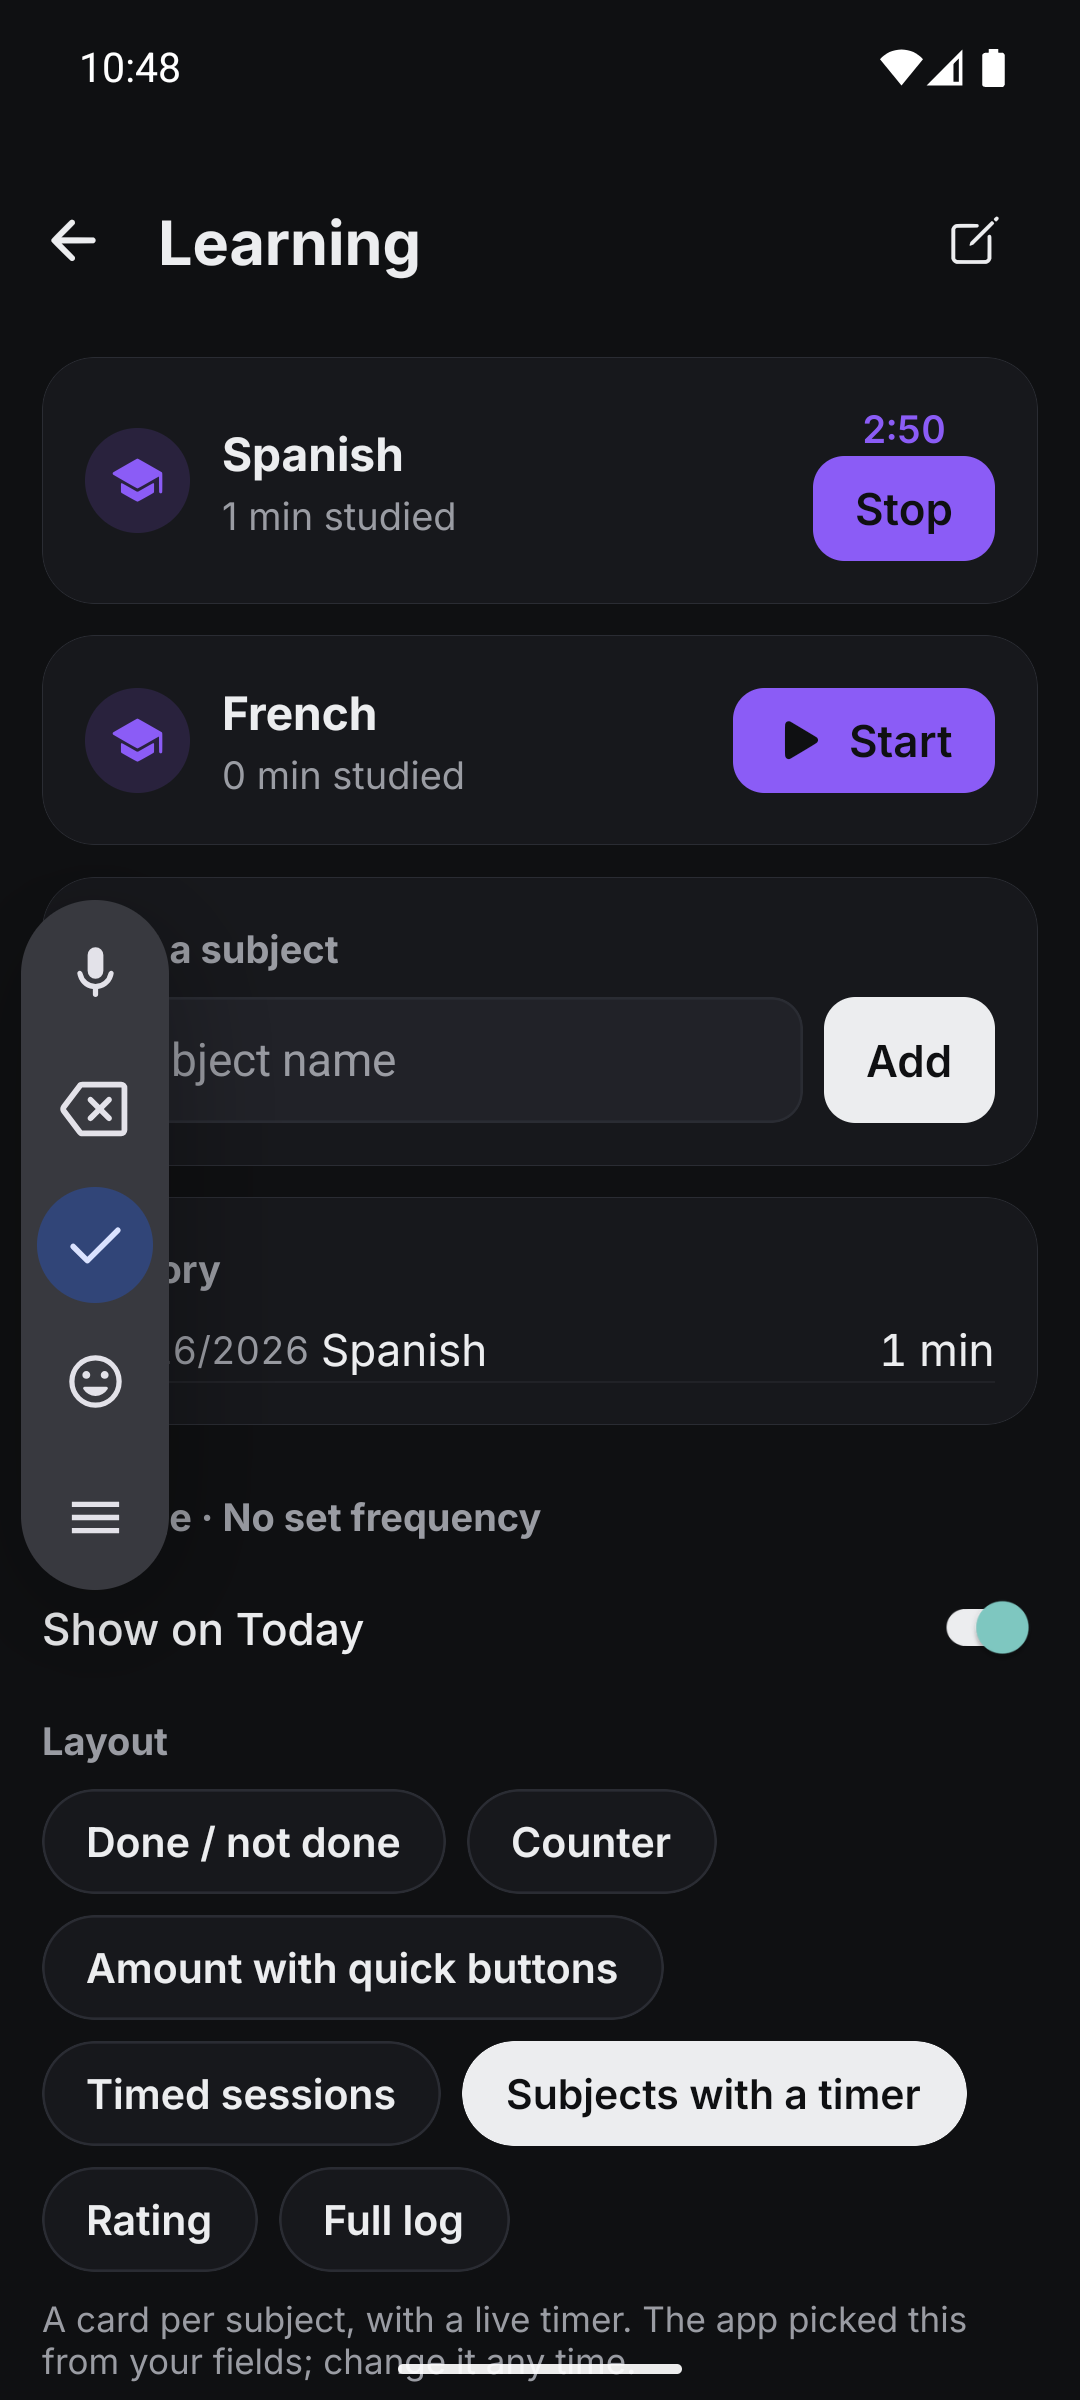 10:48
Learning
Spanish
1 min studied
2:50
Stop
French
0 min studied
Start
a subject
bject name
Add
ory
6/2026 Spanish 1 min
e · No set frequency
Show on Today
Layout
Done / not done
Counter
Amount with quick buttons
Timed sessions
Subjects with a timer
Rating
Full log
A card per subject, with a live timer. The app picked this
from your fields; change it any time.